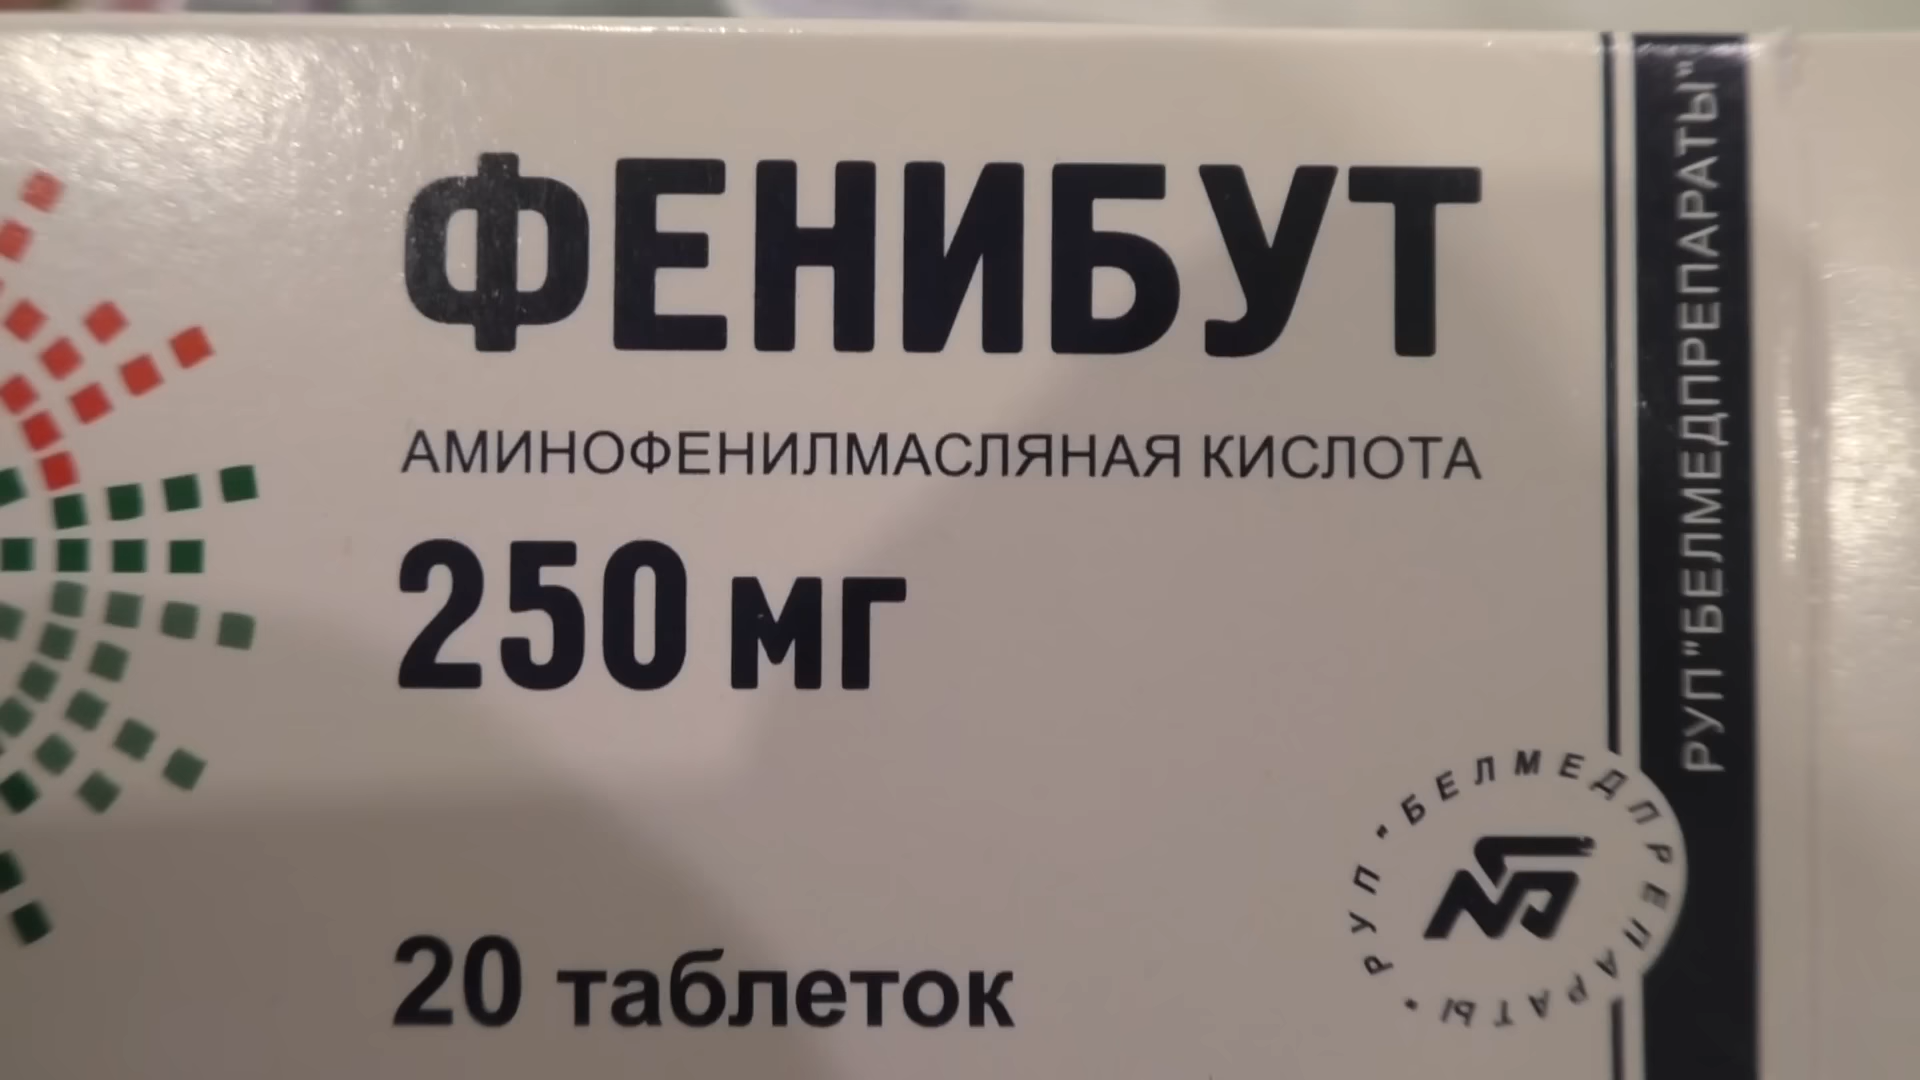 ФЕНИБУТ
АМИНОФЕНИЛМАСЛЯНАЯ КИСЛОТА
250 мг
20 таблеток
РУП "БЕЛМЕДПРЕПАРАТЫ"
РУП "БЕЛМЕДПРЕПАРАТЫ"